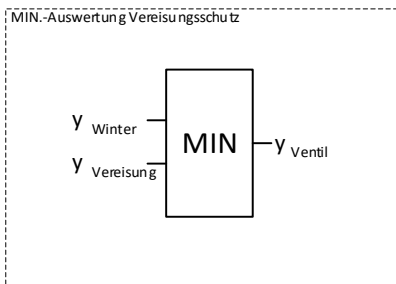 MIN.-Auswertung Vereisungsschutz
y Winter
MIN
y Ventil
y Vereisung